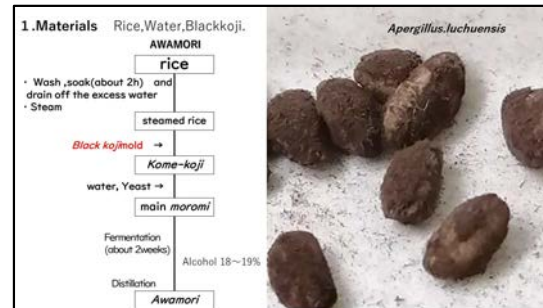 1.Materials Rice,Water,Blackkoji.
AWAMORI
rice
・Wash ,soak(about 2h) and
drain off the excess water
・Steam
steamed rice
Black kojimold →
Kome-koji
water, Yeast →
main moromi
Fermentation
(about 2weeks)
Alcohol 18～19%
Distillation
Awamori
Apergillus.luchuensis